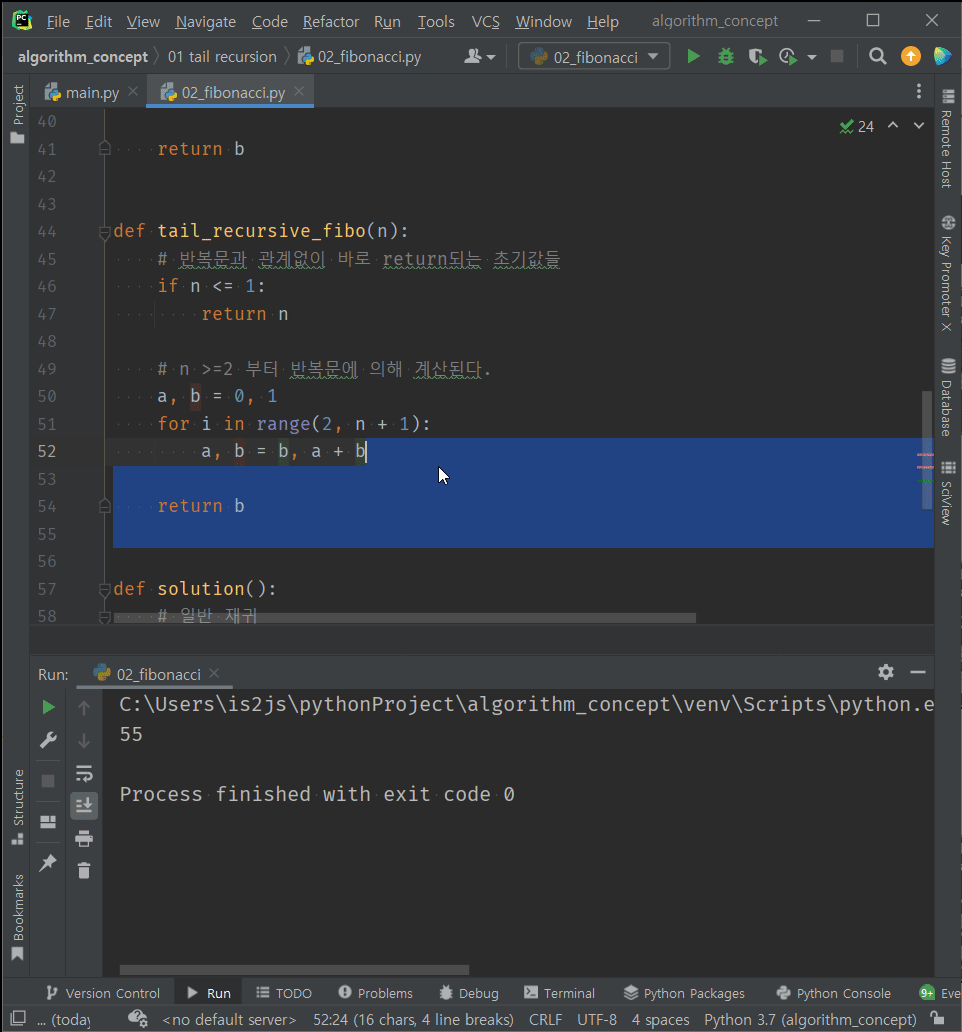 PC File Edit View Navigate Code Refactor Run Tools VCS Window Help algorithm_concept
algorithm_concept 01 tail recursion 02_fibonacci.py 02_fibonacci
main.py 02_fibonacci.py
24
40
41 return b
42
43
44 def tail_recursive_fibo(n):
45 # 반복문과 관계없이 바로 return되는 초기값들
46 if n <= 1:
47 return n
48
49 # n >=2 부터 반복문에 의해 계산된다.
50 a, b = 0, 1
51 for i in range(2, n + 1):
52 a, b = b, a + b
53
54 return b
55
56
57 def solution():
58 # 일반 재귀
Project
Structure
Bookmarks
Remote Host
Key Promoter X
Database
SciView
Run: 02_fibonacci
C:\Users\is2js\pythonProject\algorithm_concept\venv\Scripts\python.e
55
Process finished with exit code 0
Version Control Run TODO Problems Debug Terminal Python Packages Python Console 9+ Eve
... (today <no default server> 52:24 (16 chars, 4 line breaks) CRLF UTF-8 4 spaces Python 3.7 (algorithm_concept)